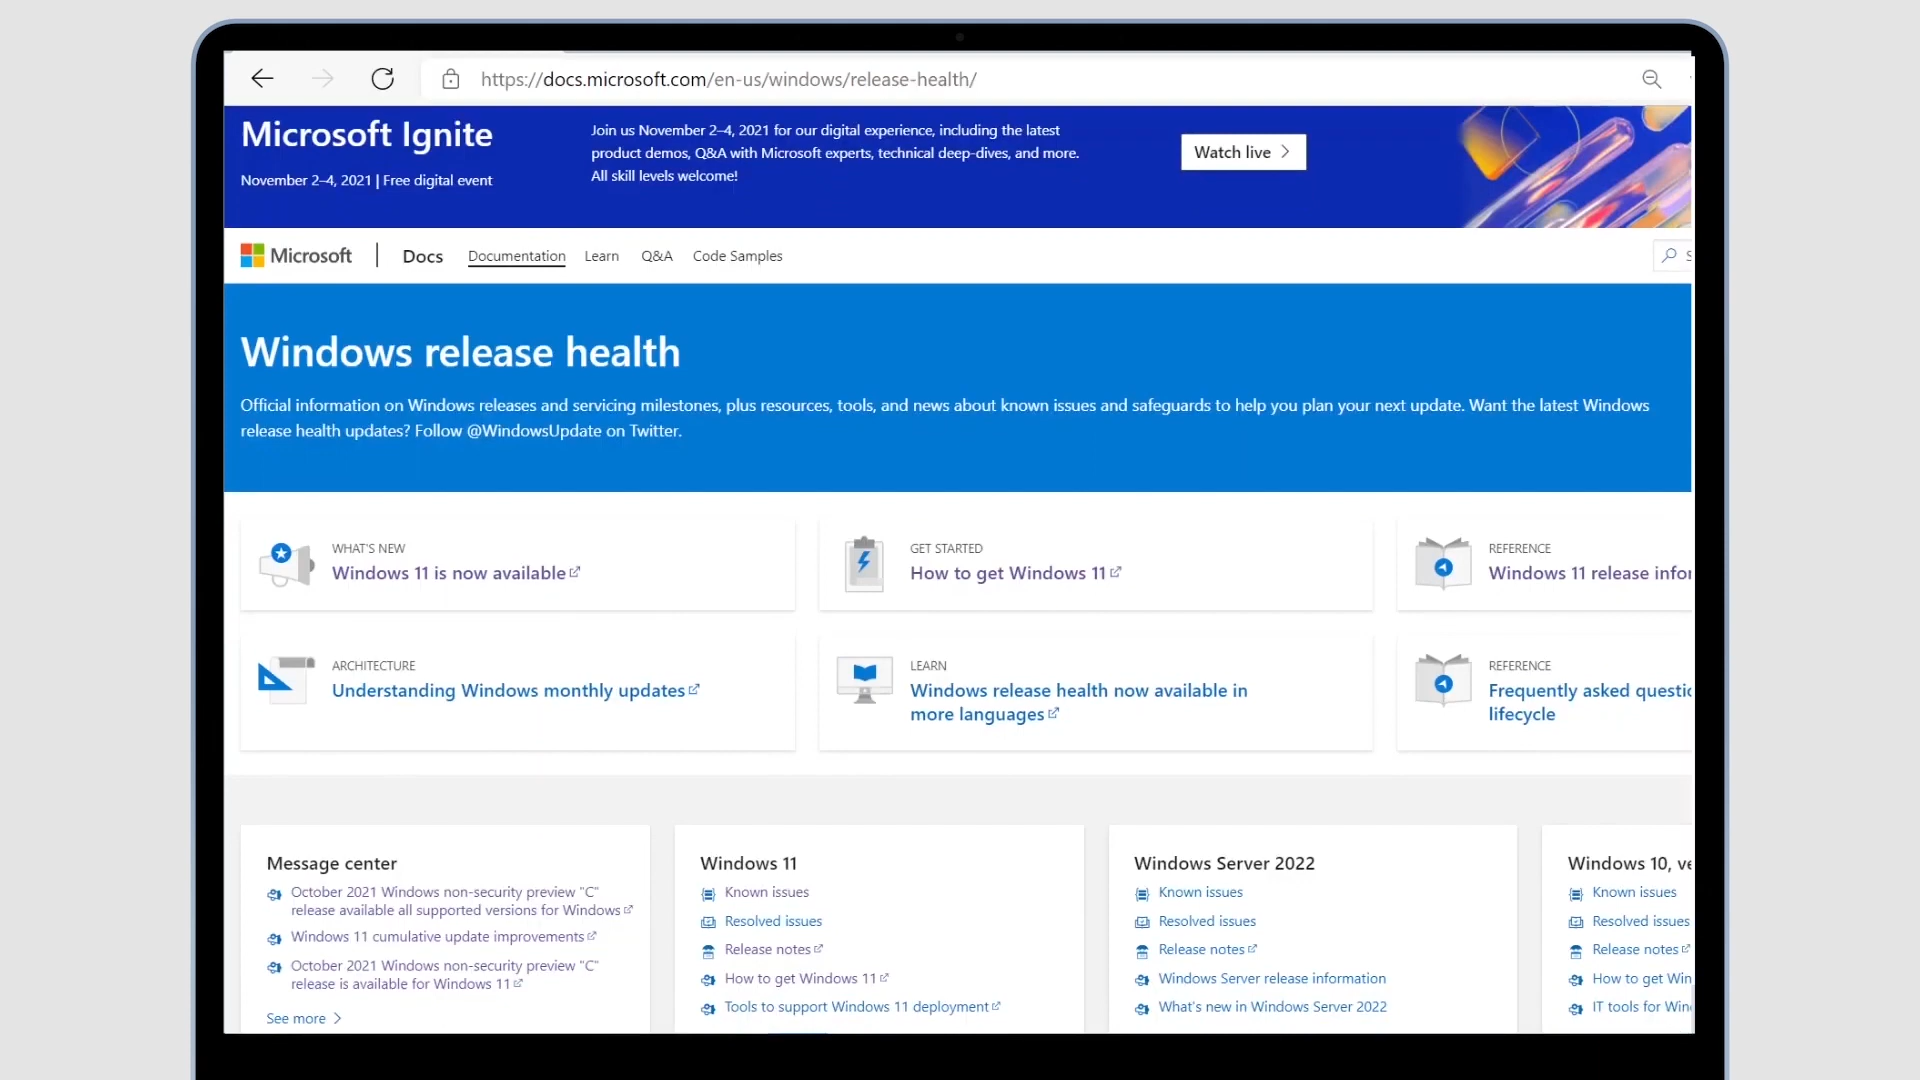 https://docs.microsoft.com/en-us/windows/release-health/
Microsoft Ignite
November 2–4, 2021 | Free digital event
Join us November 2–4, 2021 for our digital experience, including the latest
product demos, Q&A with Microsoft experts, technical deep-dives, and more.
All skill levels welcome!
Watch live
Microsoft
Docs
Documentation
Learn
Q&A
Code Samples
S
Windows release health
Official information on Windows releases and servicing milestones, plus resources, tools, and news about known issues and safeguards to help you plan your next update. Want the latest Windows
release health updates? Follow @WindowsUpdate on Twitter.
WHAT'S NEW
Windows 11 is now available
GET STARTED
How to get Windows 11
REFERENCE
Windows 11 release infor
ARCHITECTURE
Understanding Windows monthly updates
LEARN
Windows release health now available in
more languages
REFERENCE
Frequently asked questic
lifecycle
Message center
October 2021 Windows non-security preview "C"
release available all supported versions for Windows
Windows 11 cumulative update improvements
October 2021 Windows non-security preview "C"
release is available for Windows 11
See more
Windows 11
Known issues
Resolved issues
Release notes
How to get Windows 11
Tools to support Windows 11 deployment
Windows Server 2022
Known issues
Resolved issues
Release notes
Windows Server release information
What's new in Windows Server 2022
Windows 10, ve
Known issues
Resolved issues
Release notes
How to get Win
IT tools for Win